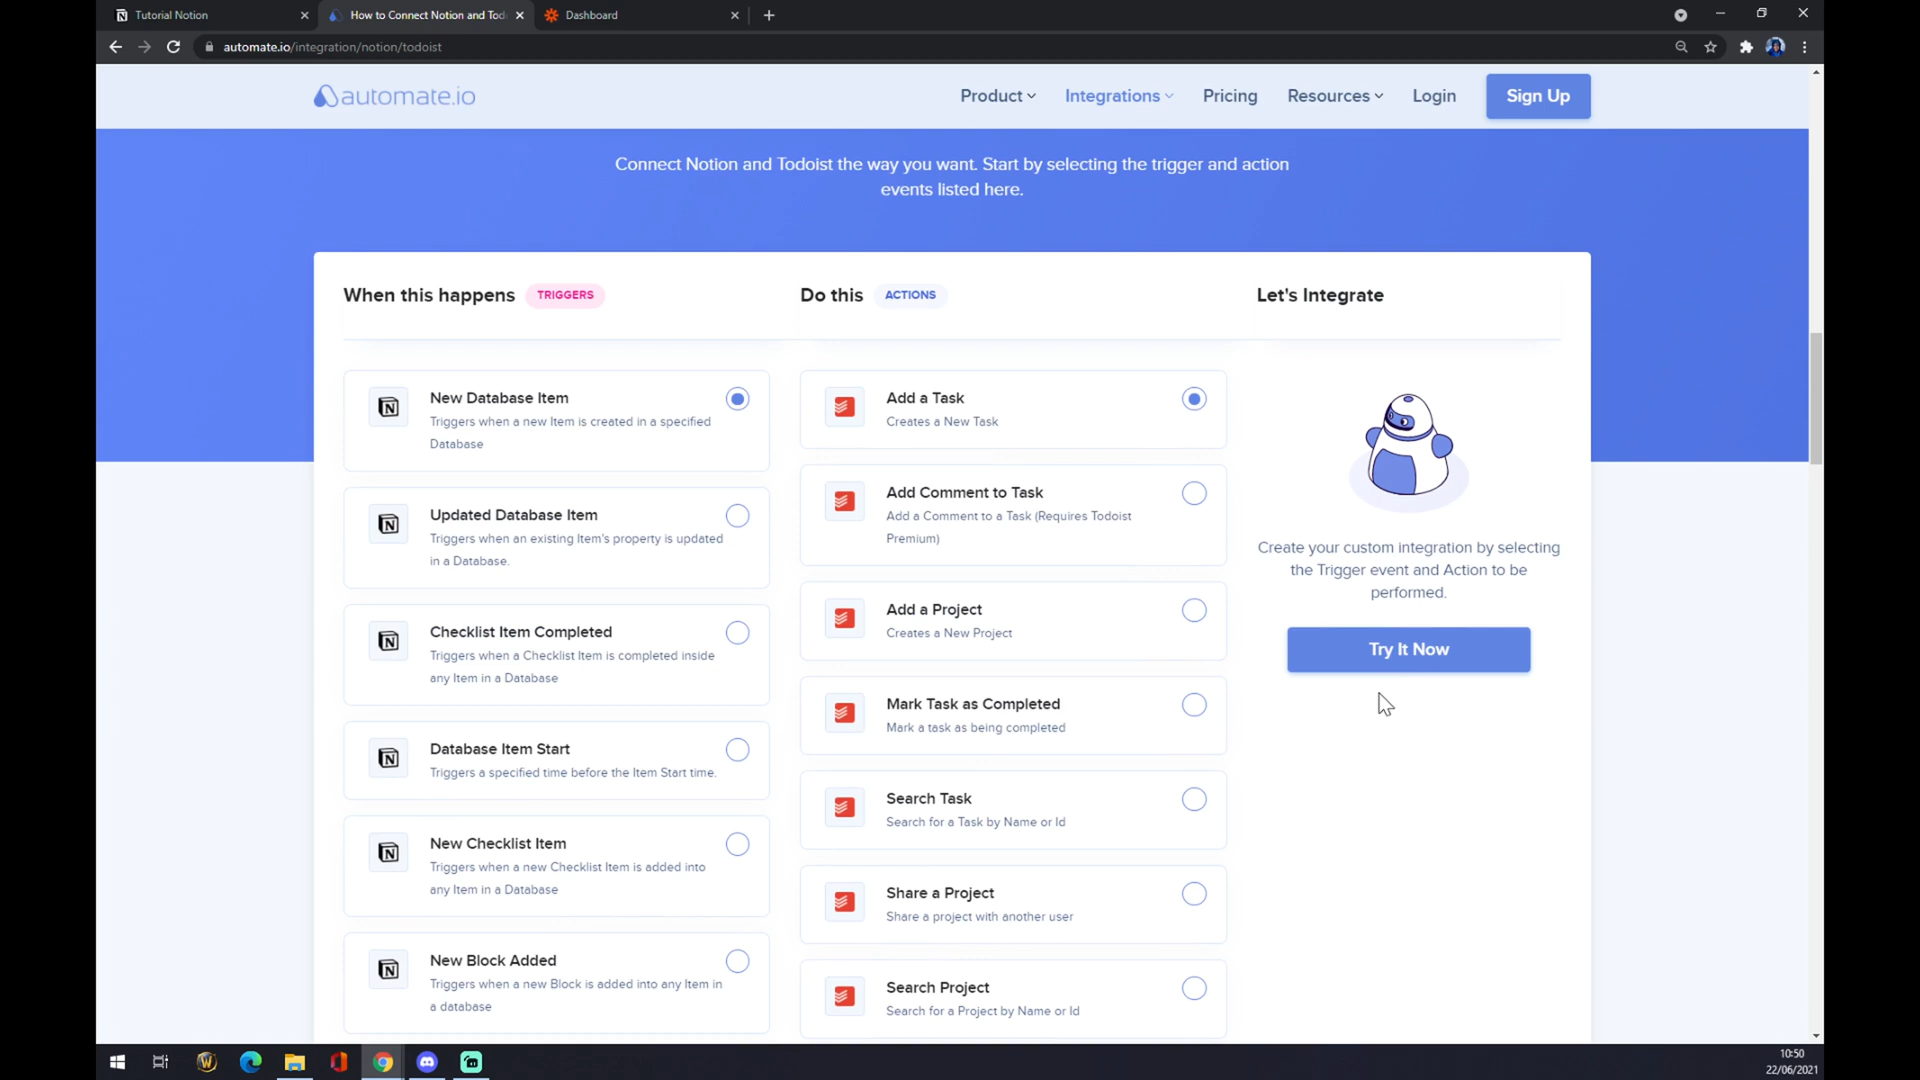 Tutorial Notion
How to Connect Notion and Tod
Dashboard
automate.io/integration/notion/todoist
automate.io
Product
Integrations
Pricing
Resources
Login
Sign Up
Connect Notion and Todoist the way you want. Start by selecting the trigger and action
events listed here.
When this happens TRIGGERS
Do this ACTIONS
Let's Integrate
New Database Item
Triggers when a new Item is created in a specified
Database
Updated Database Item
Triggers when an existing Item's property is updated
in a Database.
Checklist Item Completed
Triggers when a Checklist Item is completed inside
any Item in a Database
Database Item Start
Triggers a specified time before the Item Start time.
New Checklist Item
Triggers when a new Checklist Item is added into
any Item in a Database
New Block Added
Triggers when a new Block is added into any Item in
a database
Add a Task
Creates a New Task
Add Comment to Task
Add a Comment to a Task (Requires Todoist
Premium)
Add a Project
Creates a New Project
Mark Task as Completed
Mark a task as being completed
Search Task
Search for a Task by Name or Id
Share a Project
Share a project with another user
Search Project
Search for a Project by Name or Id
Create your custom integration by selecting
the Trigger event and Action to be
performed.
Try It Now
10:50
22/06/2021